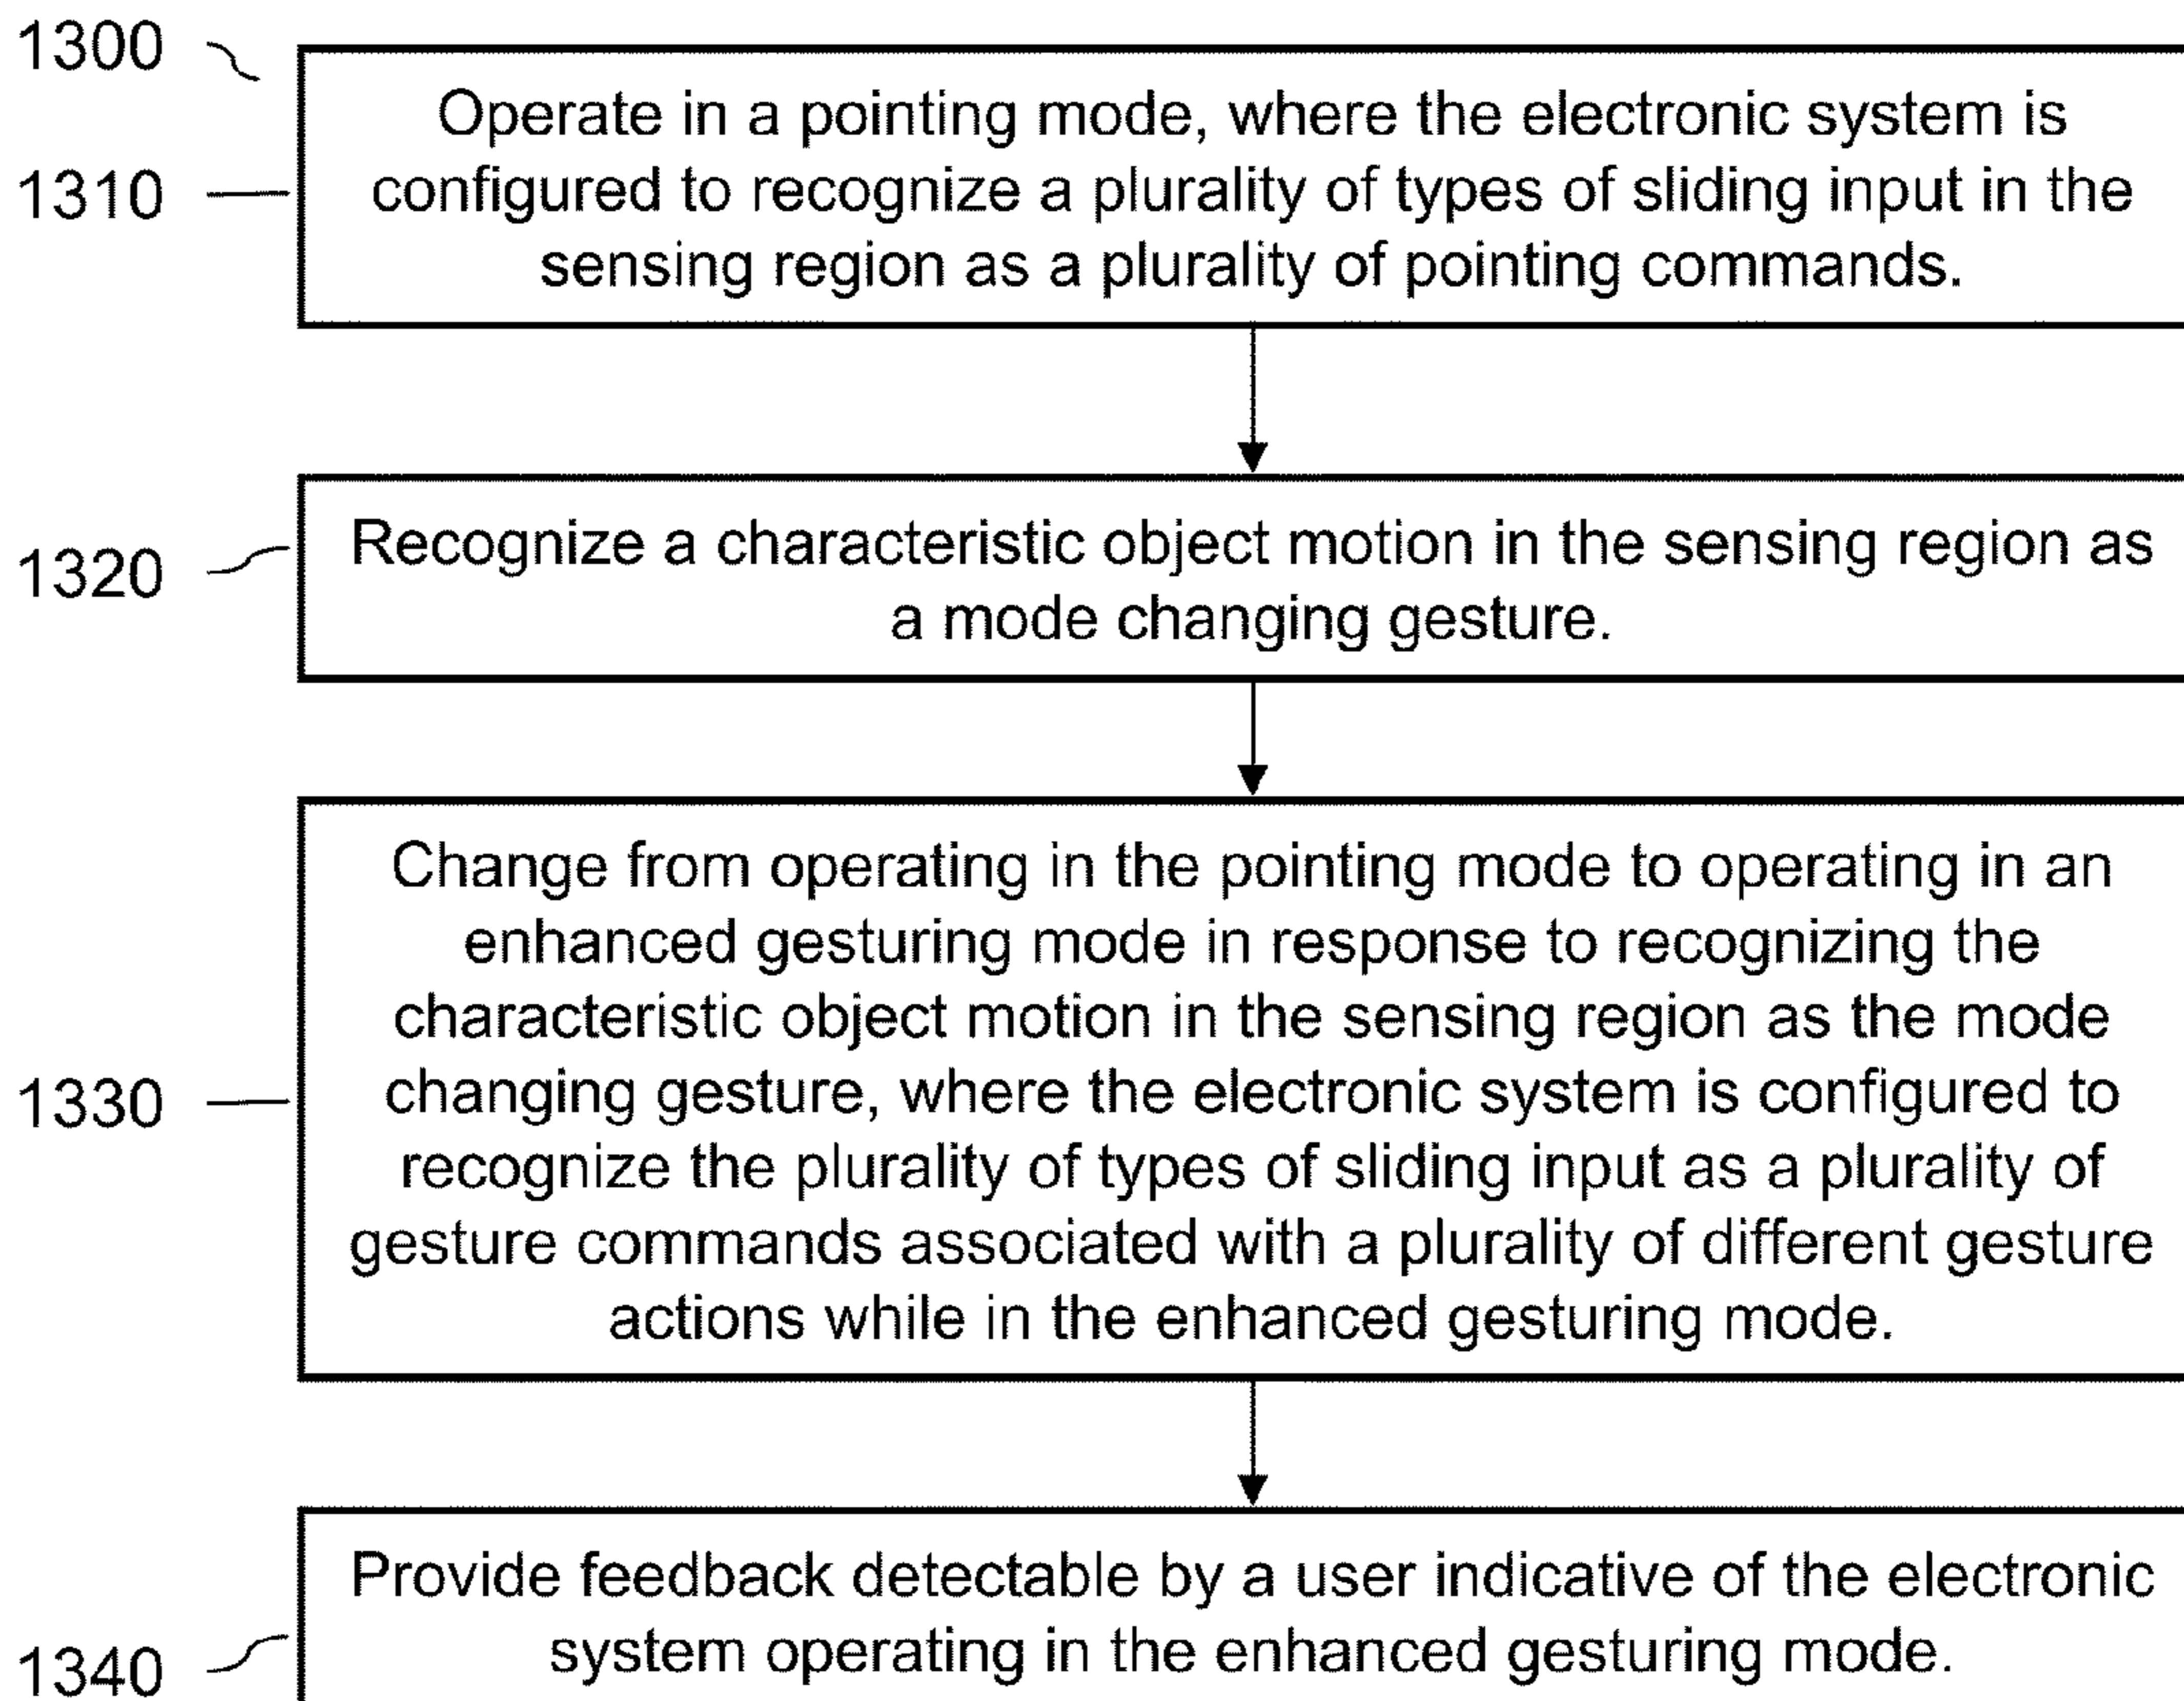 1300
1310
Operate in a pointing mode, where the electronic system is
configured to recognize a plurality of types of sliding input in the
sensing region as a plurality of pointing commands.
1320
Recognize a characteristic object motion in the sensing region as
a mode changing gesture.
1330
Change from operating in the pointing mode to operating in an
enhanced gesturing mode in response to recognizing the
characteristic object motion in the sensing region as the mode
changing gesture, where the electronic system is configured to
recognize the plurality of types of sliding input as a plurality of
gesture commands associated with a plurality of different gesture
actions while in the enhanced gesturing mode.
1340
Provide feedback detectable by a user indicative of the electronic
system operating in the enhanced gesturing mode.